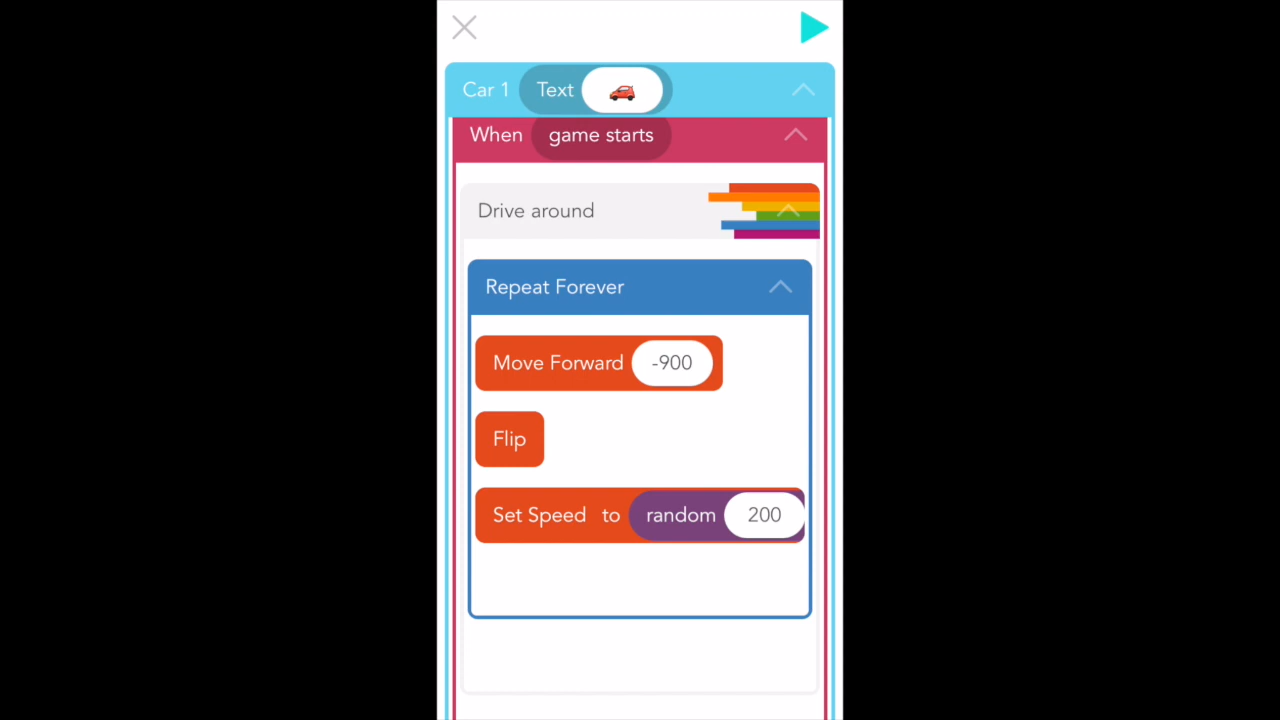 Car 1 Text
When game starts
Drive around
Repeat Forever
Move Forward -900
Flip
Set Speed to random 200